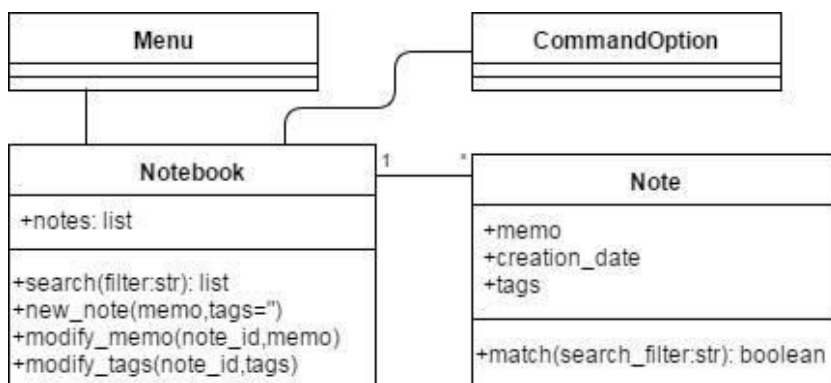 Menu
CommandOption
Notebook
+notes: list
+search(filter:str): list
+new_note(memo,tags='')
+modify_memo(note_id,memo)
+modify_tags(note_id,tags)
1
*
Note
+memo
+creation_date
+tags
+match(search_filter:str): boolean